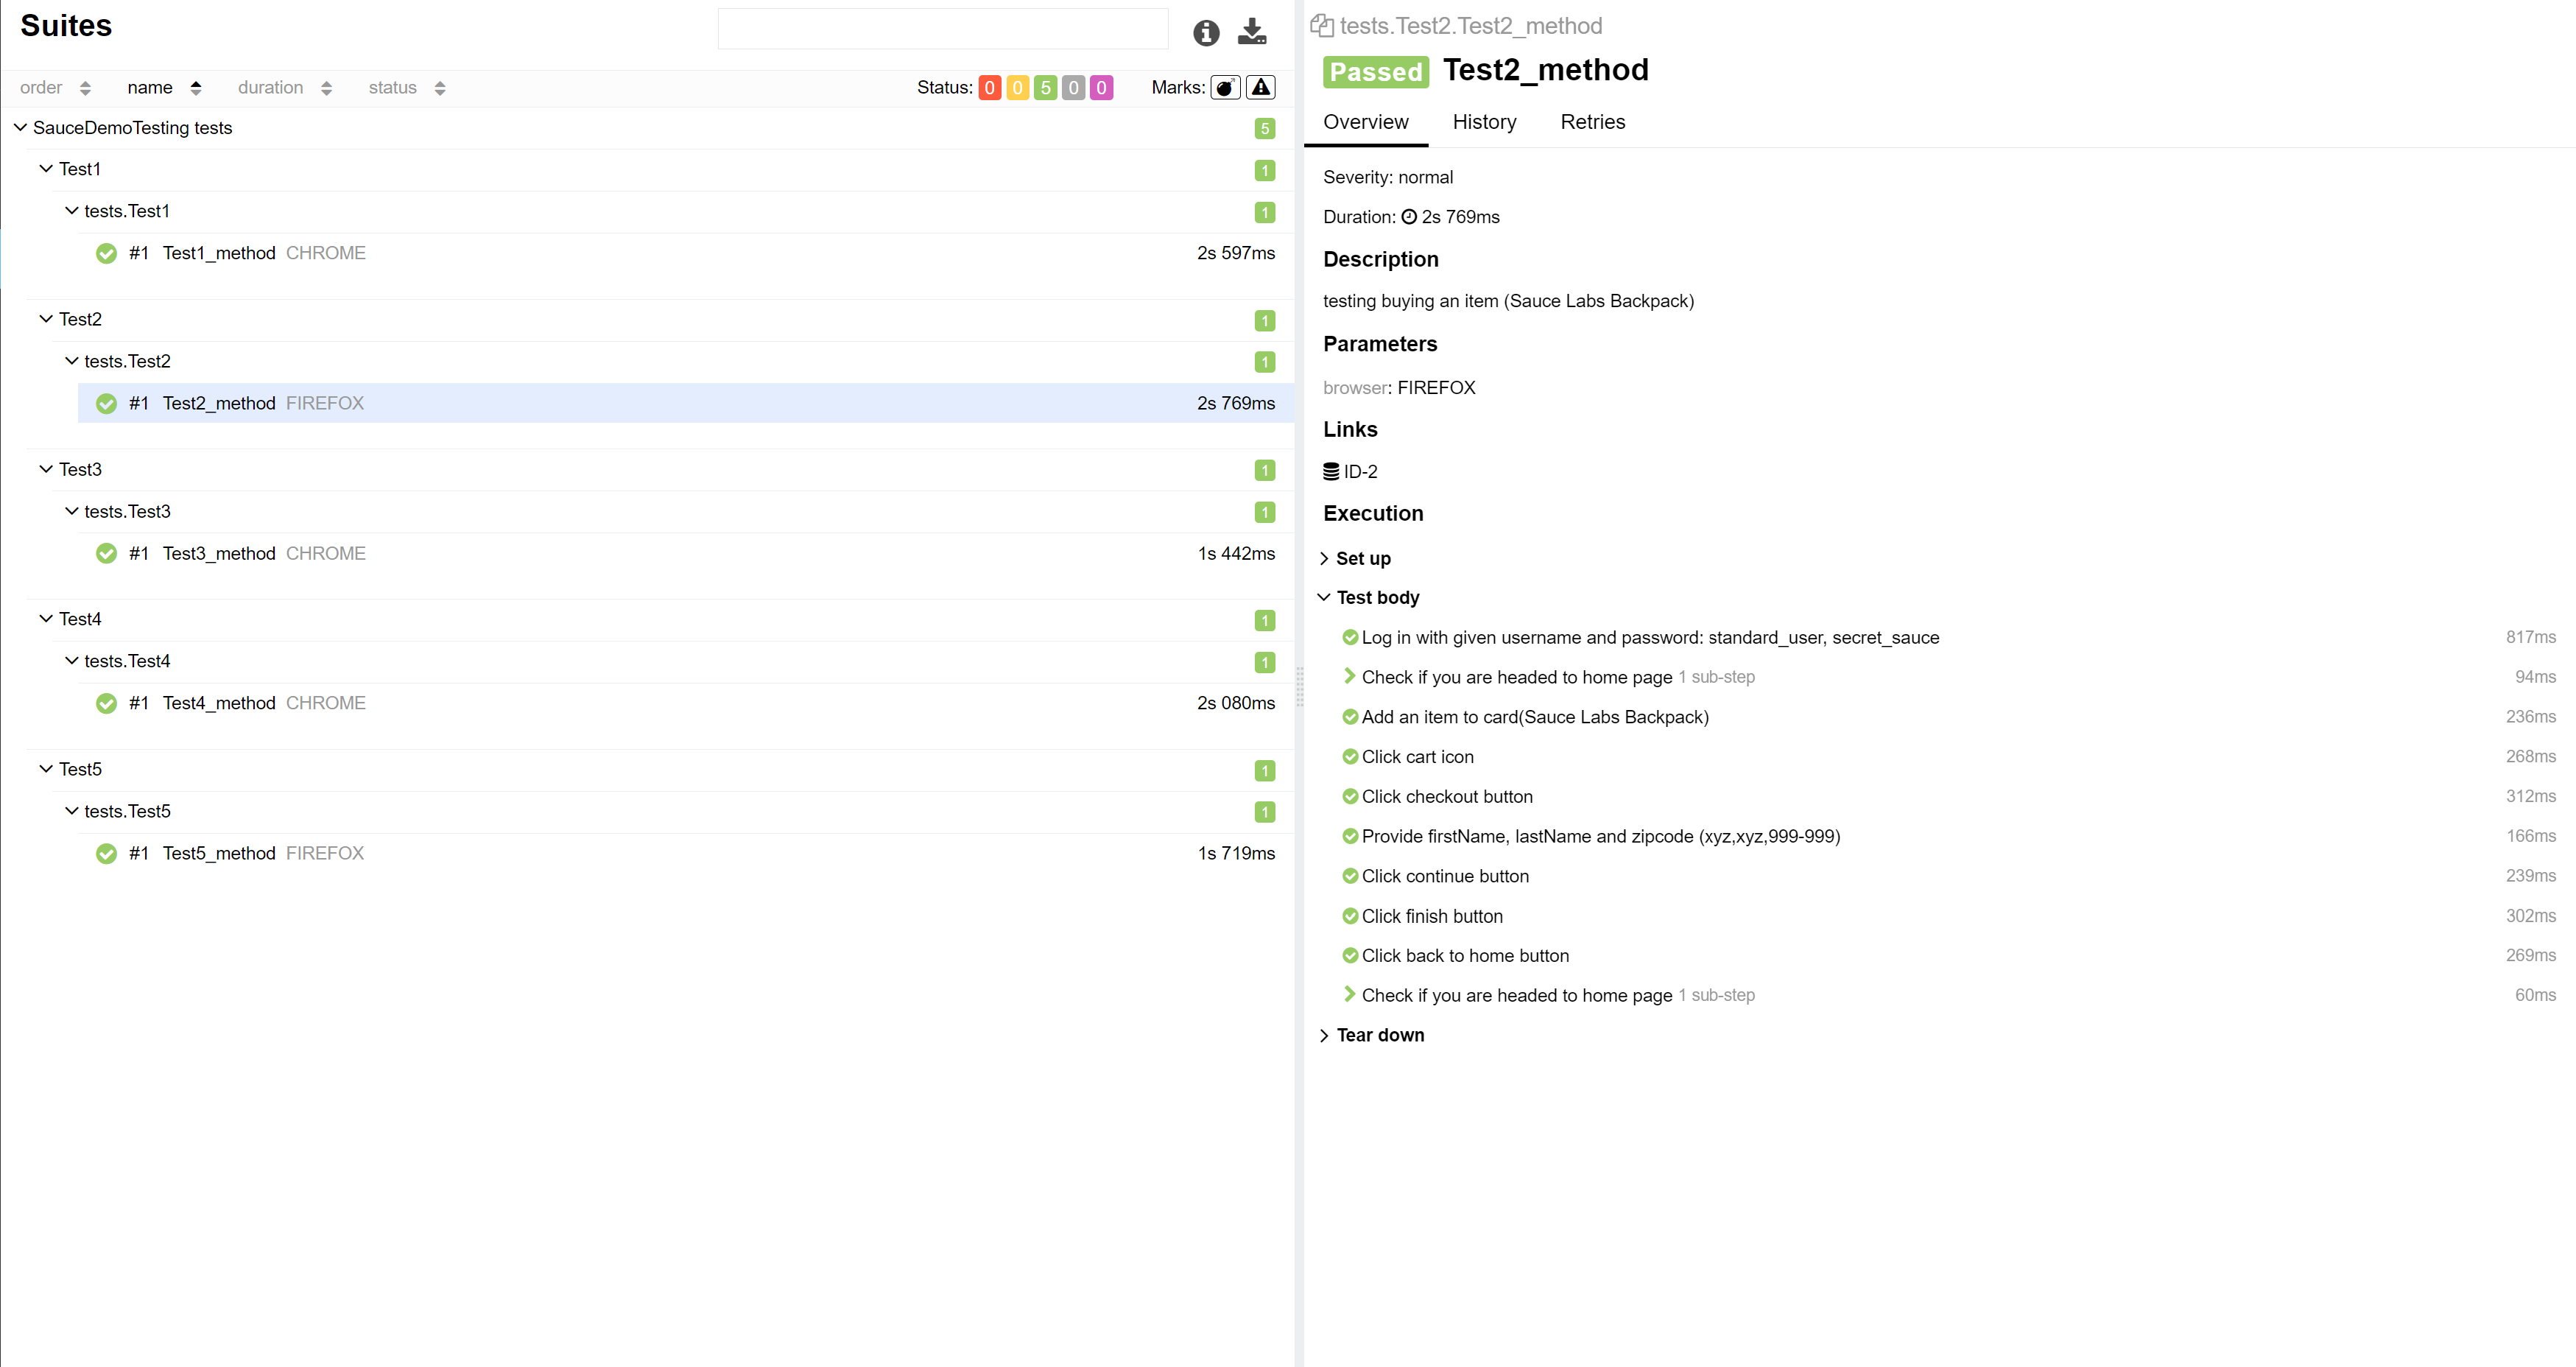 Suites
order name duration status Status: 0 0 5 0 0 Marks:
SauceDemoTesting tests 5
Test1 1
tests.Test1 1
#1 Test1_method CHROME 2s 597ms
Test2 1
tests.Test2 1
#1 Test2_method FIREFOX 2s 769ms
Test3 1
tests.Test3 1
#1 Test3_method CHROME 1s 442ms
Test4 1
tests.Test4 1
#1 Test4_method CHROME 2s 080ms
Test5 1
tests.Test5 1
#1 Test5_method FIREFOX 1s 719ms
tests.Test2.Test2_method
Passed Test2_method
Overview History Retries
Severity: normal
Duration: 2s 769ms
Description
testing buying an item (Sauce Labs Backpack)
Parameters
browser: FIREFOX
Links
ID-2
Execution
Set up
Test body
Log in with given username and password: standard_user, secret_sauce 817ms
Check if you are headed to home page 1 sub-step 94ms
Add an item to card(Sauce Labs Backpack) 236ms
Click cart icon 268ms
Click checkout button 312ms
Provide firstName, lastName and zipcode (xyz,xyz,999-999) 166ms
Click continue button 239ms
Click finish button 302ms
Click back to home button 269ms
Check if you are headed to home page 1 sub-step 60ms
Tear down